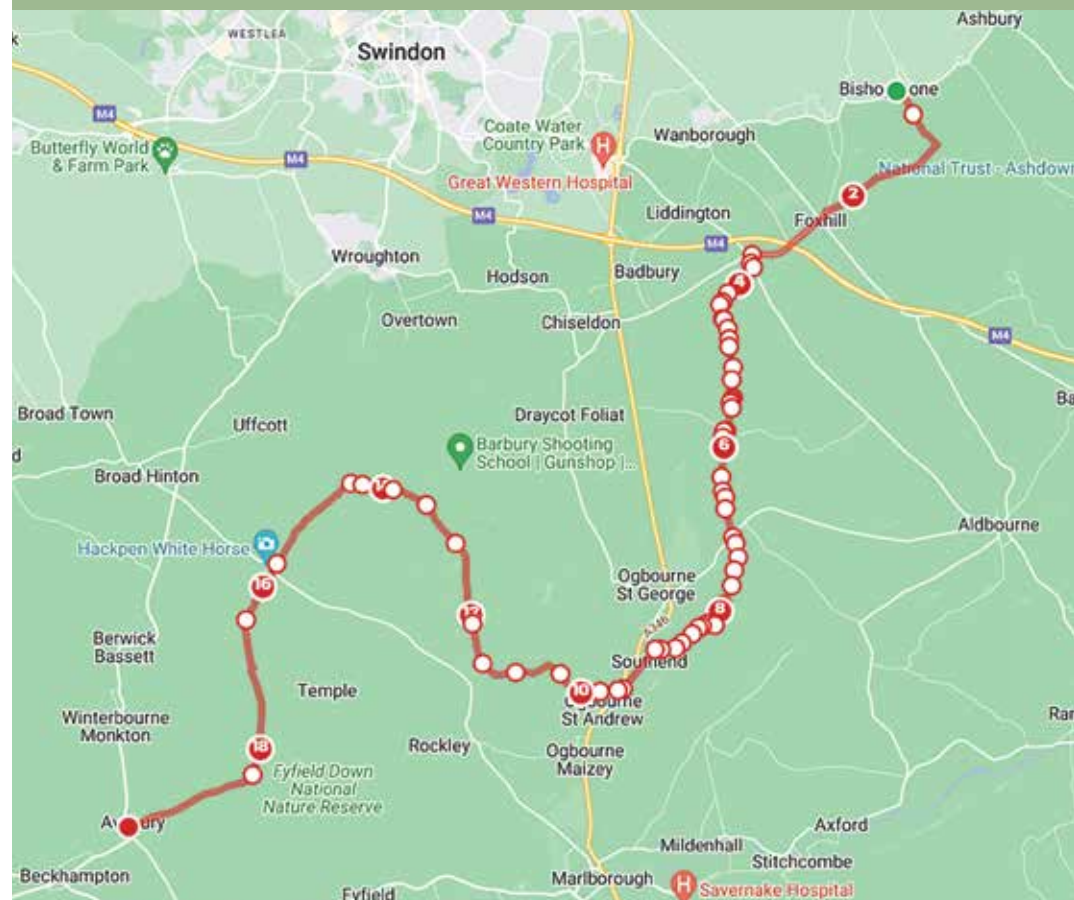 Ashbury
WESTLEA
Swindon
Bisho one
M4
Coate Water
Country Park
H
Wanborough
Butterfly World
& Farm Park
M4
Great Western Hospital
National Trust - Ashdown
2
Liddington
M4
Foxhill
M4
Wroughton
Badbury
Hodson
4
Overtown
Chiseldon
M4
Broad Town
Draycot Foliat
Uffcott
6
Barbury Shooting
School | Gunshop |...
Broad Hinton
Aldbourne
Hackpen White Horse
Ogbourne
St George
16
8
A346
Berwick
Bassett
Southend
Temple
10
St Andrew
Winterbourne
Monkton
Rockley
18
Ogbourne
Maizey
Fyfield Down
National
Nature Reserve
Av ury
Axford
Mildenhall
Stitchcombe
Beckhampton
Marlborough
H
Savernake Hospital
Fyfield